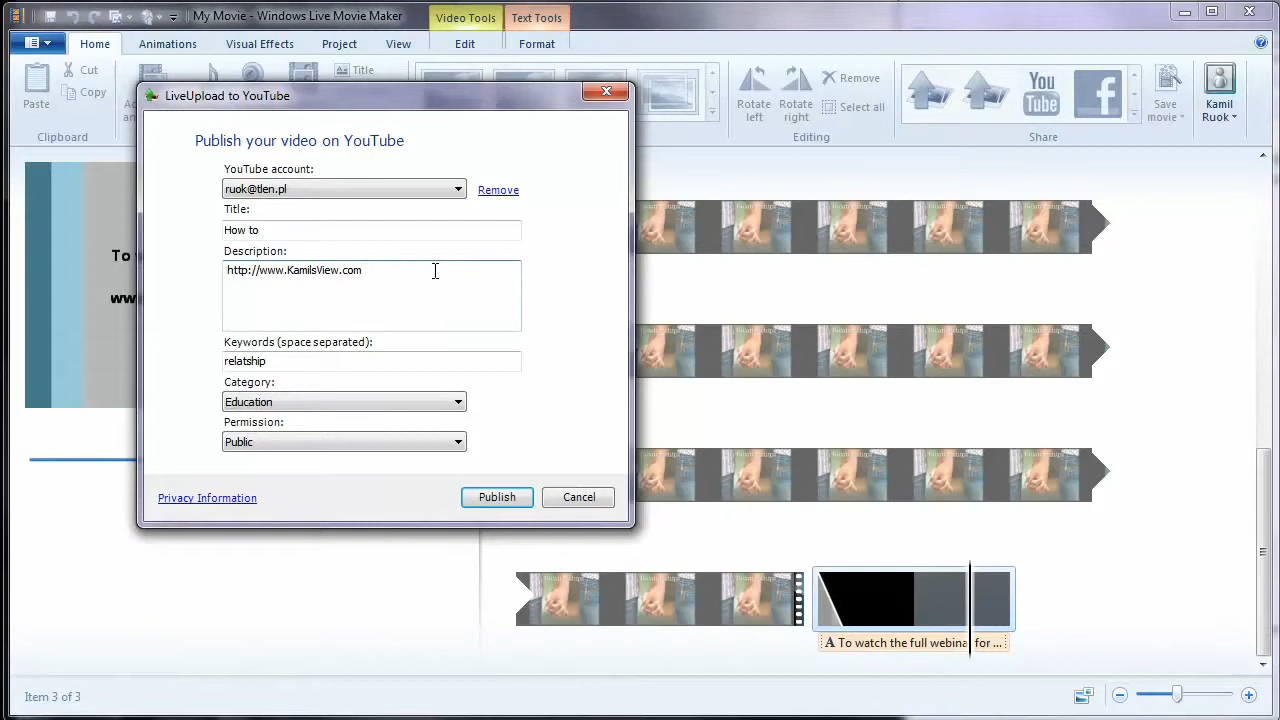 My Movie - Windows Live Movie Maker
Video Tools
Text Tools
Home
Animations
Visual Effects
Project
View
Edit
Format
Paste
Cut
Copy
Clipboard
Title
Rotate left
Rotate right
Remove
Select all
Editing
You Tube
Share
Save movie
Kamil Ruok
LiveUpload to YouTube
Publish your video on YouTube
YouTube account:
ruok@tlen.pl
Remove
Title:
How to
Description:
http://www.KamilsView.com
Keywords (space separated):
relatship
Category:
Education
Permission:
Public
Privacy Information
Publish
Cancel
To
A To watch the full webina for ...
Item 3 of 3